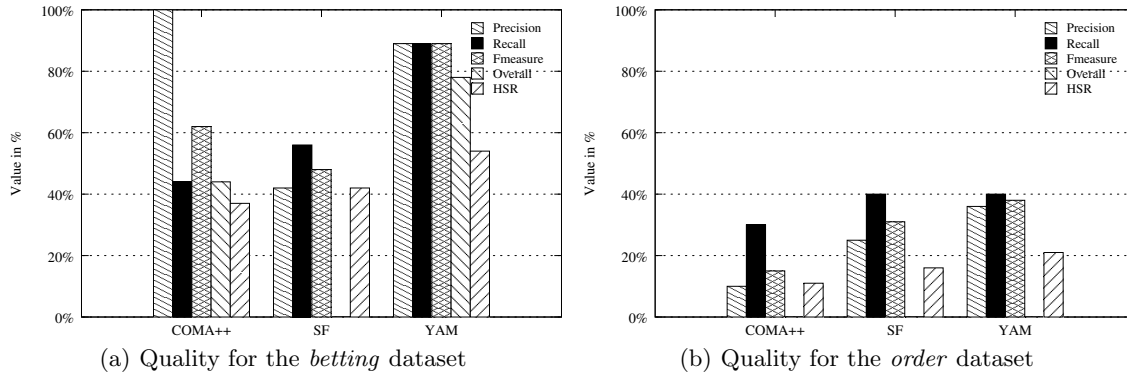 100%
80%
60%
40%
20%
0%
Value in %
Precision
Recall
Fmeasure
Overall
HSR
COMA++ SF YAM
(a) Quality for the betting dataset
100%
80%
60%
40%
20%
0%
Value in %
Precision
Recall
Fmeasure
Overall
HSR
COMA++ SF YAM
(b) Quality for the order dataset